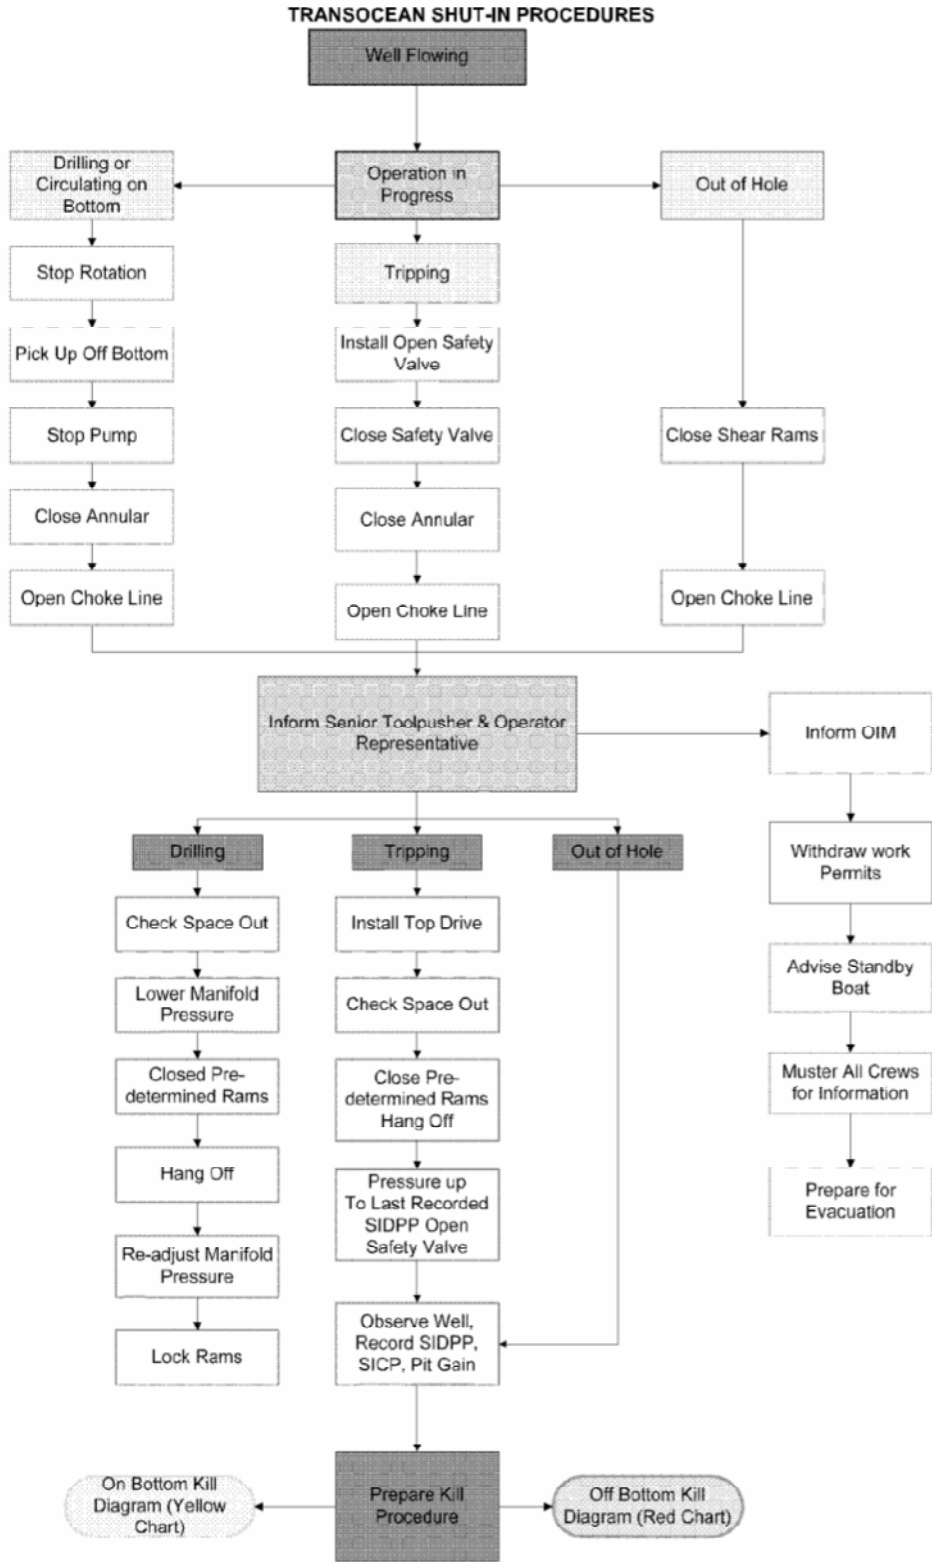 TRANSOCEAN SHUT-IN PROCEDURES
Well Flowing
Drilling or
Circulating on
Bottom
Operation in
Progress
Out of Hole
Stop Rotation
Tripping
Pick Up Off Bottom
Install Open Safety
Valve
Stop Pump
Close Safety Valve
Close Shear Rams
Close Annular
Close Annular
Open Choke Line
Open Choke Line
Open Choke Line
Inform Senior Toolpusher & Operator
Representative
Inform OIM
Drilling
Tripping
Out of Hole
Withdraw work
Permits
Check Space Out
Install Top Drive
Advise Standby
Boat
Lower Manifold
Pressure
Check Space Out
Closed Pre-
determined Rams
Close Pre-
determined Rams
Hang Off
Muster All Crews
for Information
Hang Off
Pressure up
To Last Recorded
SIDPP Open
Safety Valve
Prepare for
Evacuation
Re-adjust Manifold
Pressure
Observe Well,
Record SIDPP,
SICP, Pit Gain
Lock Rams
On Bottom Kill
Diagram (Yellow
Chart)
Prepare Kill
Procedure
Off Bottom Kill
Diagram (Red Chart)